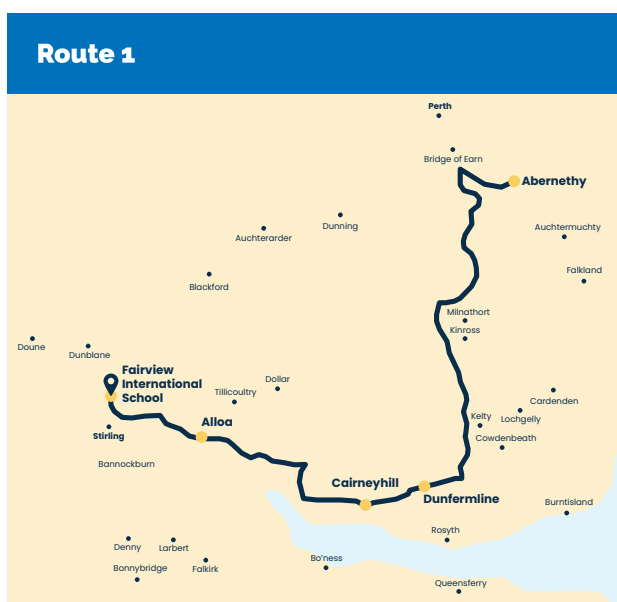 Route 1
Perth
Bridge of Earn
Abernethy
Dunning
Auchterarder
Auchtermuchty
Falkland
Blackford
Milnathort
Kinross
Doune
Dunblane
Fairview
International
School
Dollar
Tillicoultry
Cardenden
Kelty
Lochgelly
Alloa
Stirling
Cowdenbeath
Bannockburn
Cairneyhill
Dunfermline
Burntisland
Rosyth
Denny
Larbert
Bo'ness
Bonnybridge
Falkirk
Queensferry